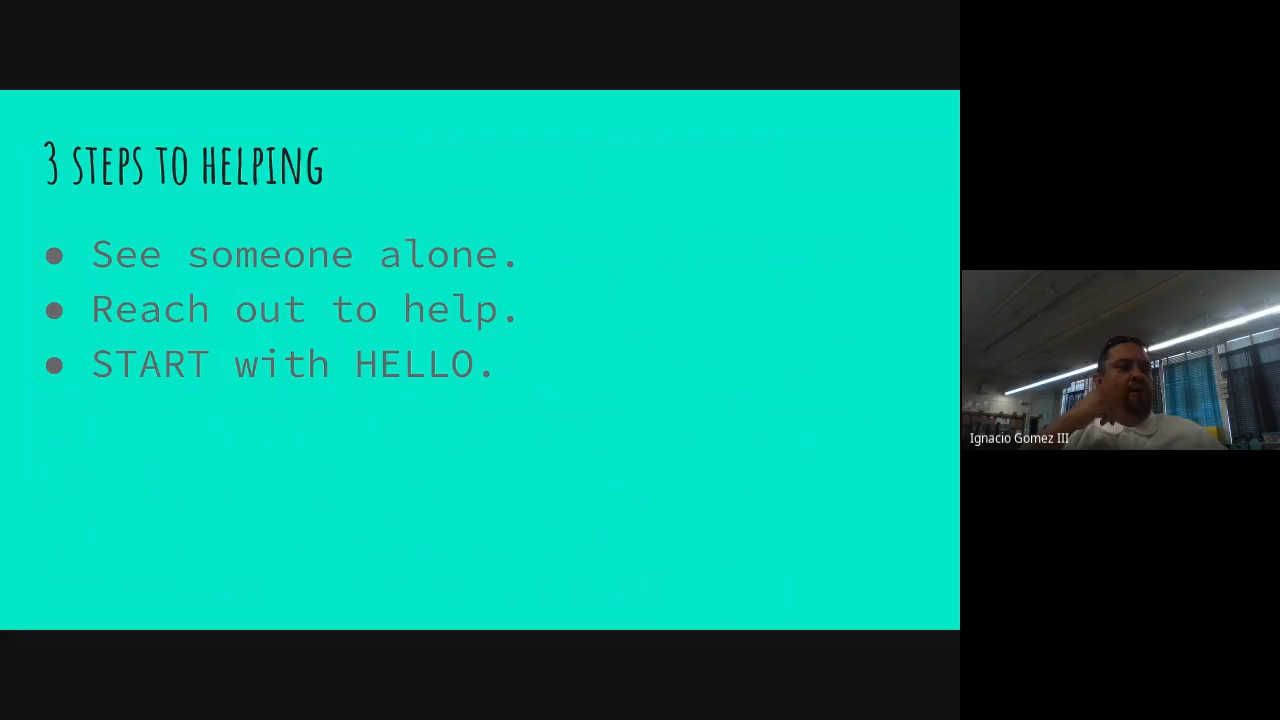 3 STEPS TO HELPING
● See someone alone.
● Reach out to help.
● START with HELLO.
Ignacio Gomez III